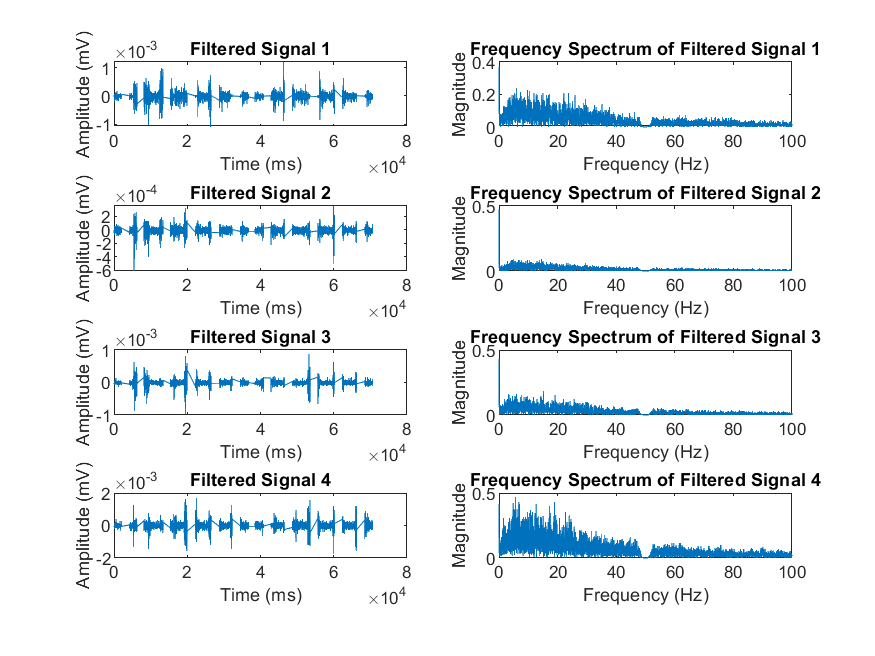 Filtered Signal 1
×10-3
Amplitude (mV)
1
0
-1
0 2 4 6 8
Time (ms)
×104
Frequency Spectrum of Filtered Signal 1
Magnitude
0.4
0.2
0
0 20 40 60 80 100
Frequency (Hz)
Filtered Signal 2
×10-4
Amplitude (mV)
2
0
-2
-4
-6
0 2 4 6 8
Time (ms)
×104
Frequency Spectrum of Filtered Signal 2
Magnitude
0.5
0
0 20 40 60 80 100
Frequency (Hz)
Filtered Signal 3
×10-3
Amplitude (mV)
1
0
-1
0 2 4 6 8
Time (ms)
×104
Frequency Spectrum of Filtered Signal 3
Magnitude
0.5
0
0 20 40 60 80 100
Frequency (Hz)
Filtered Signal 4
×10-3
Amplitude (mV)
2
0
-2
0 2 4 6 8
Time (ms)
×104
Frequency Spectrum of Filtered Signal 4
Magnitude
0.5
0
0 20 40 60 80 100
Frequency (Hz)